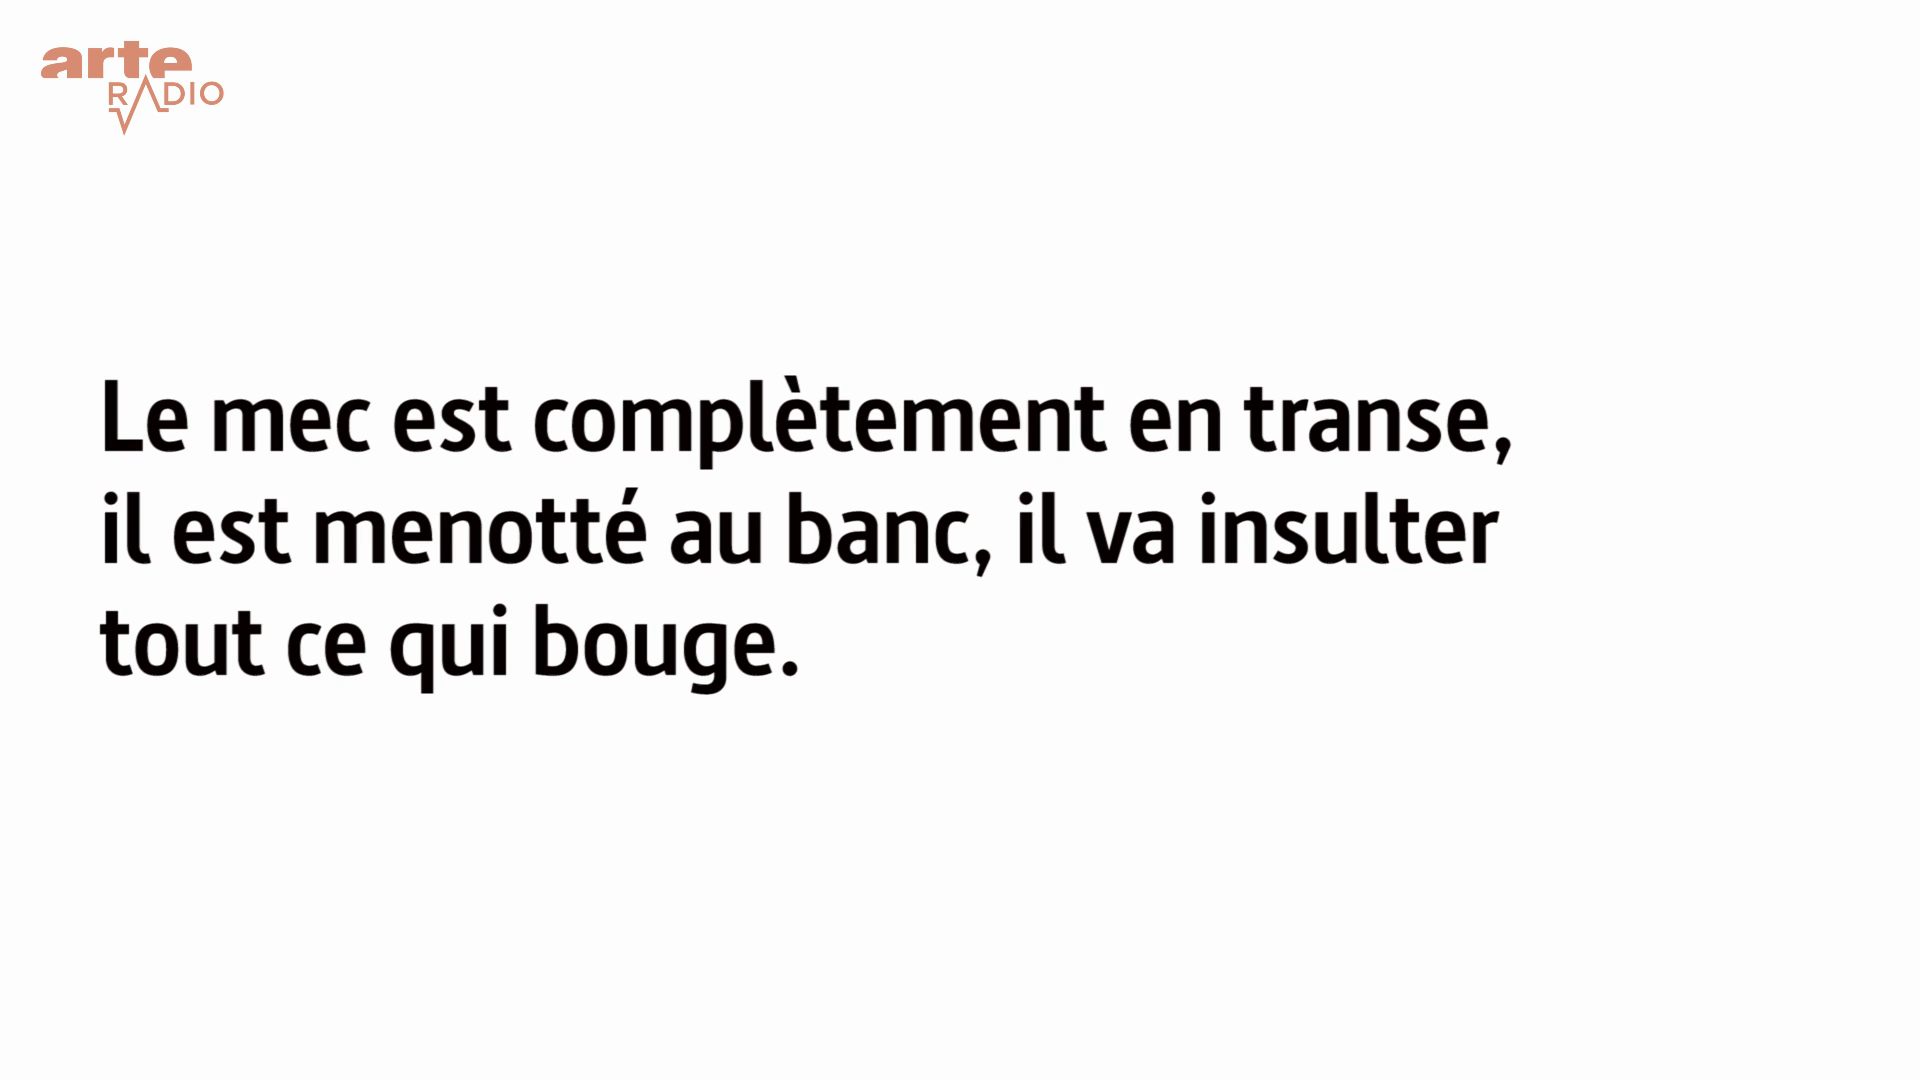 arte
RADIO
Le mec est complètement en transe,
il est menotté au banc, il va insulter
tout ce qui bouge.